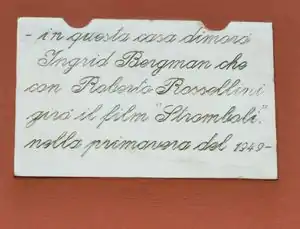 - in questa casa dimorò
Ingrid Bergman che
con Roberto Rossellini
girò il film "Stromboli"
nella primavera del 1949-